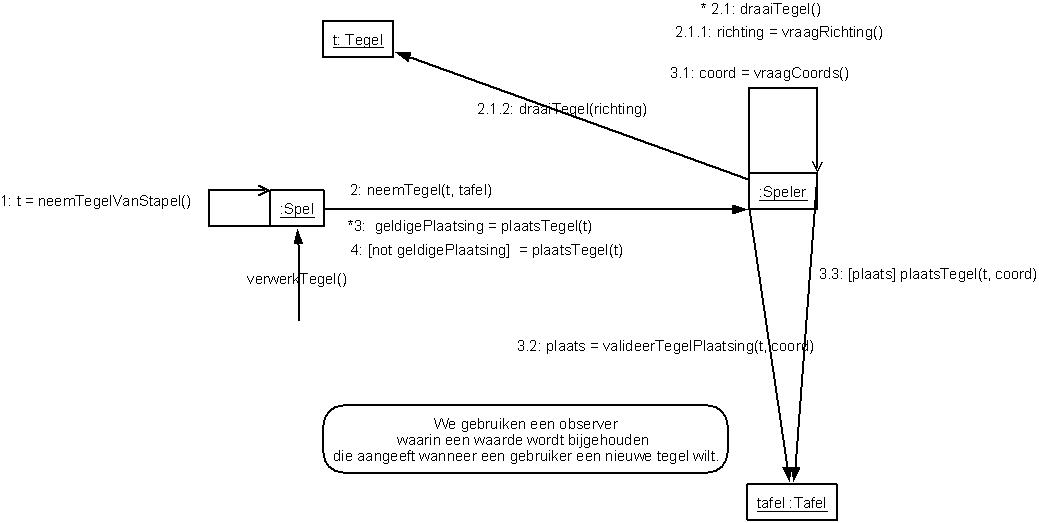 * 2.1: draaiTegel()
2.1.1: richting = vraagRichting()
t: Tegel
3.1: coord = vraagCoords()
2.1.2: draaiTegel(richting)
1: t = neemTegelVanStapel()
:Spel
2: neemTegel(t, tafel)
:Speler
*3: geldigePlaatsing = plaatsTegel(t)
4: [not geldigePlaatsing] = plaatsTegel(t)
verwerkTegel()
3.3: [plaats] plaatsTegel(t, coord)
3.2: plaats = valideerTegelPlaatsing(t, coord)
We gebruiken een observer
waarin een waarde wordt bijgehouden
die aangeeft wanneer een gebruiker een nieuwe tegel wilt.
tafel :Tafel